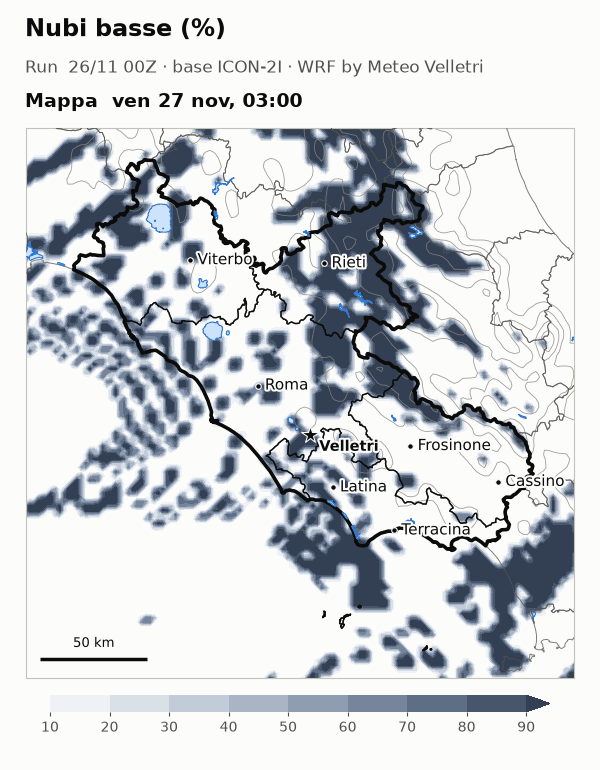 Nubi basse (%)
Run  26/11 00Z · base ICON-2I · WRF by Meteo Velletri
Mappa  ven 27 nov, 03:00
Viterbo
Rieti
Roma
Velletri
Frosinone
Cassino
Latina
Terracina
50 km
10 20 30 40 50 60 70 80 90